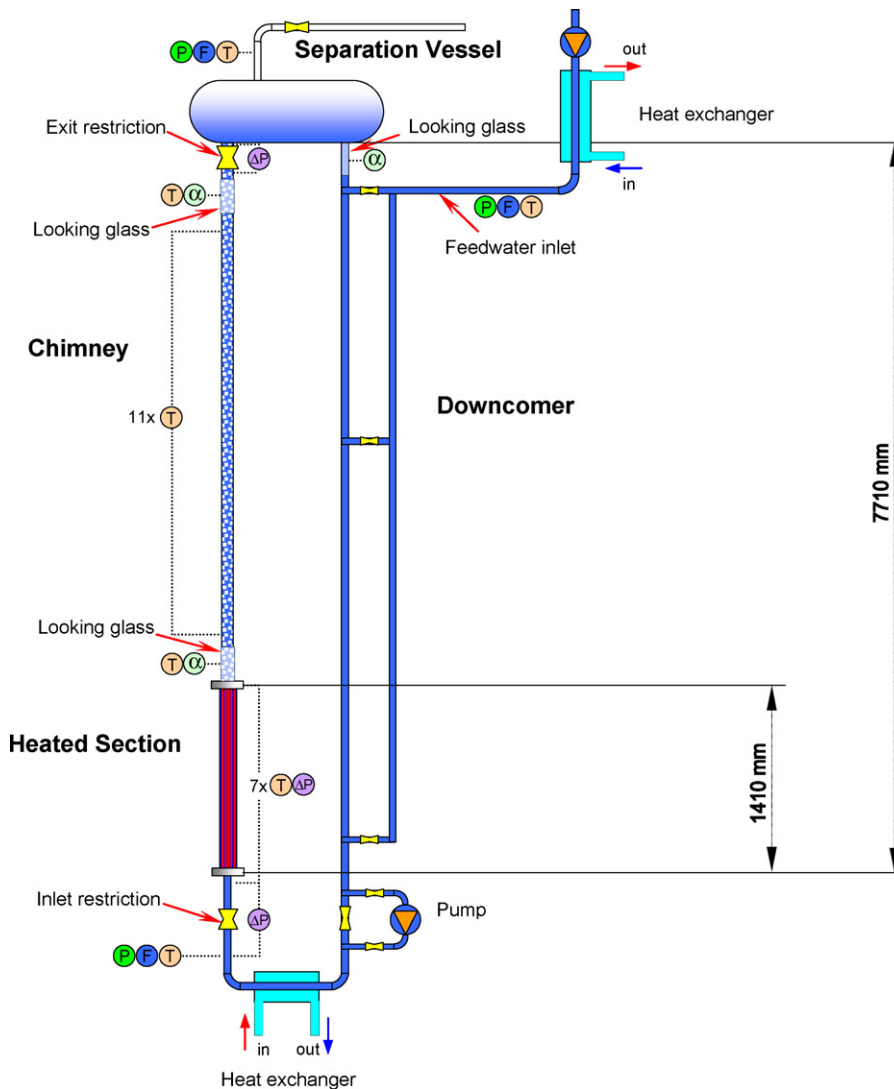 Separation Vessel
P F T
out
Exit restriction
Looking glass
Heat exchanger
ΔP
α
in
T α
P F T
Looking glass
Feedwater inlet
Chimney
Downcomer
11x T
7710 mm
Looking glass
T α
Heated Section
7x T ΔP
1410 mm
Inlet restriction
ΔP
Pump
P F T
in out
Heat exchanger